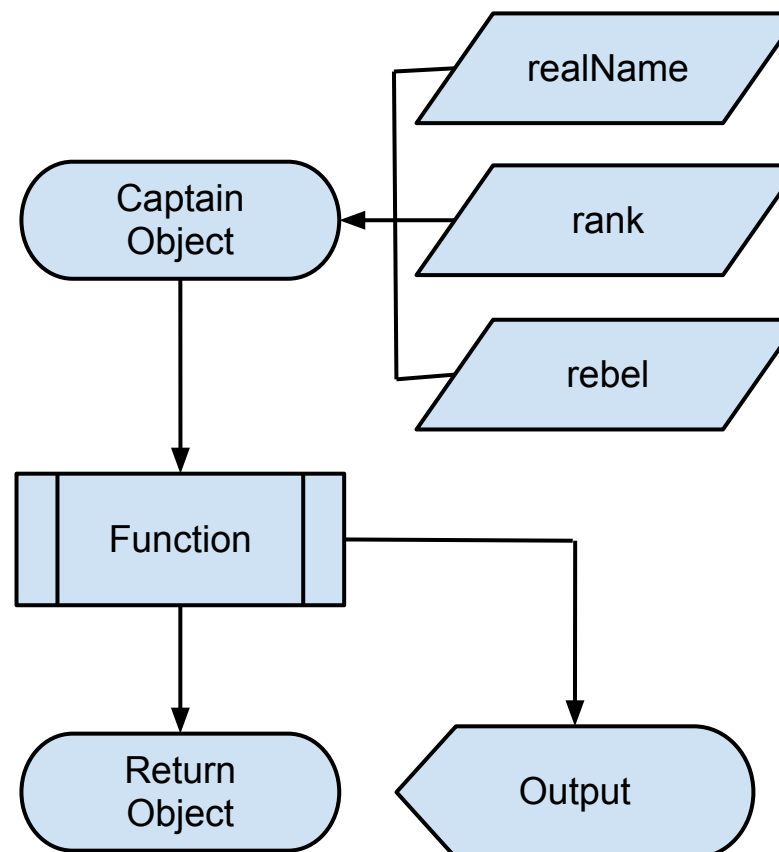 realName
Captain
Object
rank
rebel
Function
Return
Object
Output